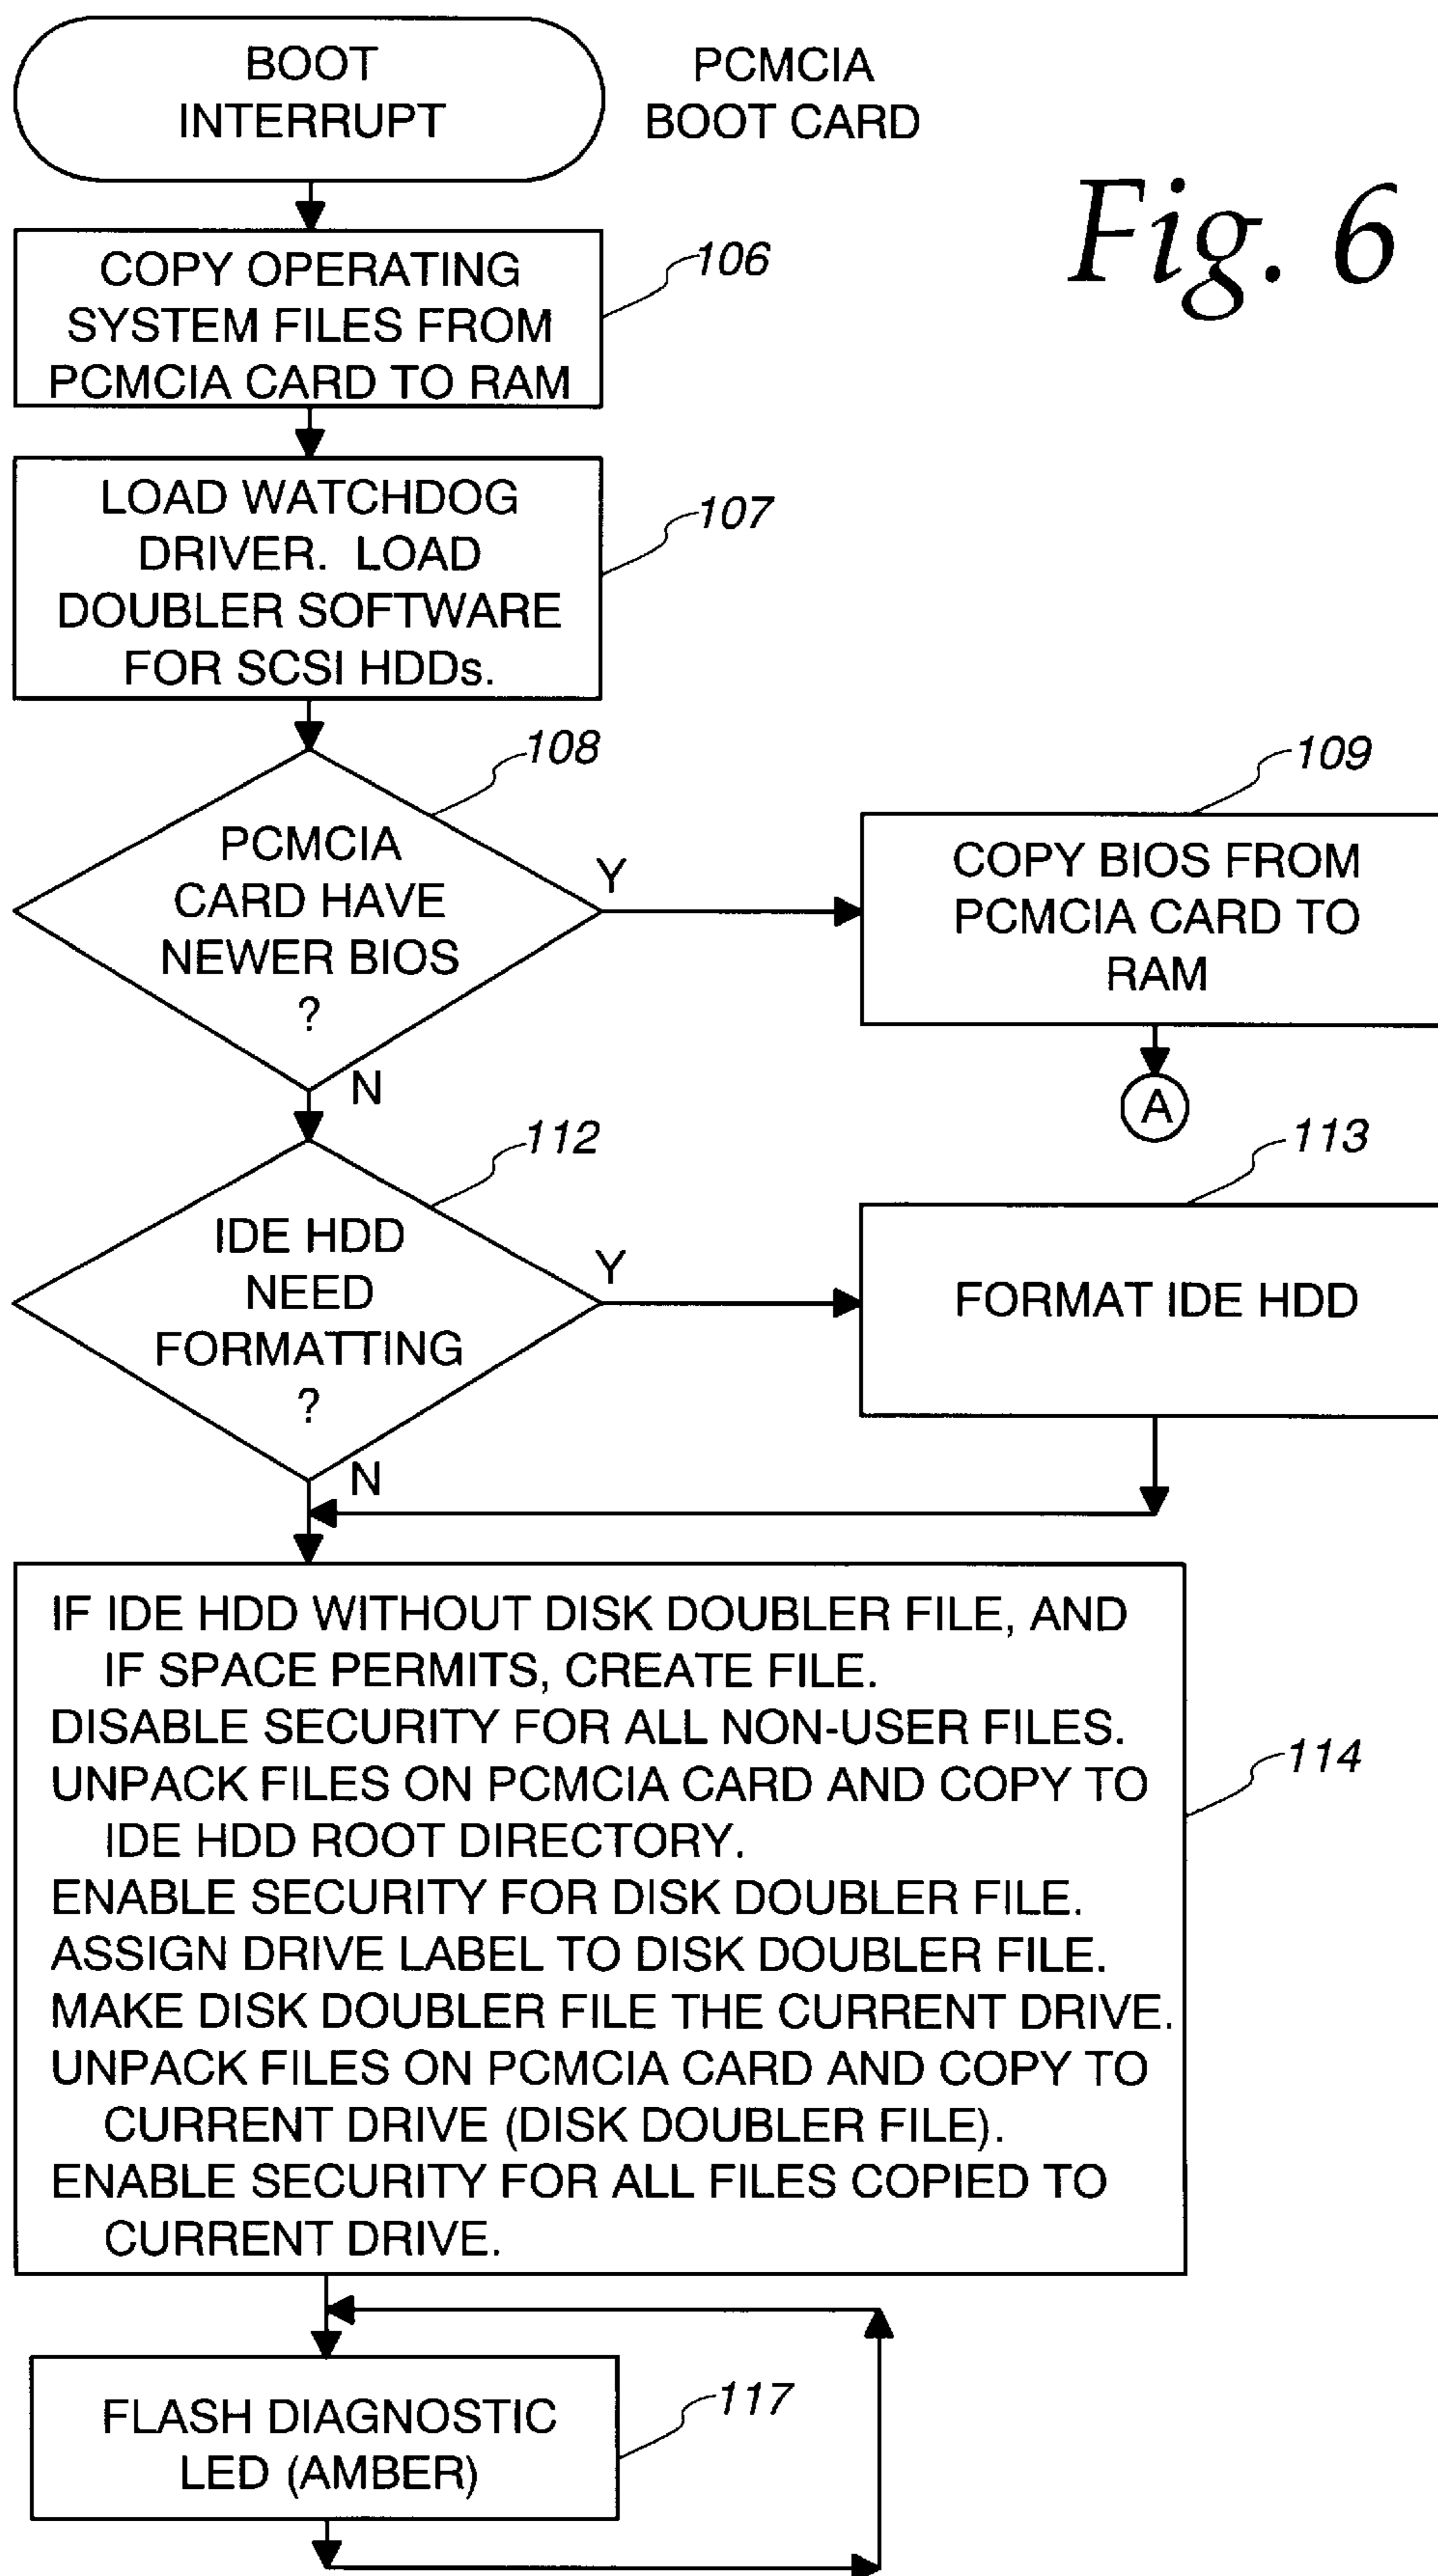 BOOT
INTERRUPT
PCMCIA
BOOT CARD
Fig. 6
COPY OPERATING
SYSTEM FILES FROM
PCMCIA CARD TO RAM
106
LOAD WATCHDOG
DRIVER. LOAD
DOUBLER SOFTWARE
FOR SCSI HDDs.
107
108
PCMCIA
CARD HAVE
NEWER BIOS
?
Y
N
109
COPY BIOS FROM
PCMCIA CARD TO
RAM
A
112
IDE HDD
NEED
FORMATTING
?
Y
N
113
FORMAT IDE HDD
IF IDE HDD WITHOUT DISK DOUBLER FILE, AND
IF SPACE PERMITS, CREATE FILE.
DISABLE SECURITY FOR ALL NON-USER FILES.
UNPACK FILES ON PCMCIA CARD AND COPY TO
IDE HDD ROOT DIRECTORY.
ENABLE SECURITY FOR DISK DOUBLER FILE.
ASSIGN DRIVE LABEL TO DISK DOUBLER FILE.
MAKE DISK DOUBLER FILE THE CURRENT DRIVE.
UNPACK FILES ON PCMCIA CARD AND COPY TO
CURRENT DRIVE (DISK DOUBLER FILE).
ENABLE SECURITY FOR ALL FILES COPIED TO
CURRENT DRIVE.
114
FLASH DIAGNOSTIC
LED (AMBER)
117